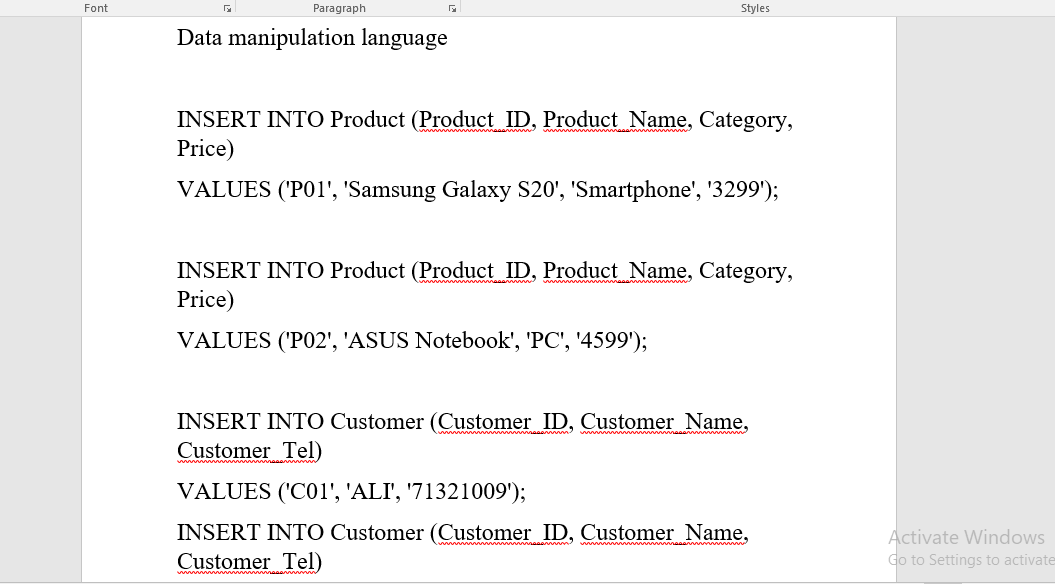 Font Paragraph Styles
Data manipulation language
INSERT INTO Product (Product_ID, Product_Name, Category,
Price)
VALUES ('P01', 'Samsung Galaxy S20', 'Smartphone', '3299');
INSERT INTO Product (Product_ID, Product_Name, Category,
Price)
VALUES ('P02', 'ASUS Notebook', 'PC', '4599');
INSERT INTO Customer (Customer_ID, Customer_Name,
Customer_Tel)
VALUES ('C01', 'ALI', '71321009');
INSERT INTO Customer (Customer_ID, Customer_Name,
Customer_Tel)
Activate Windows
Go to Settings to activate